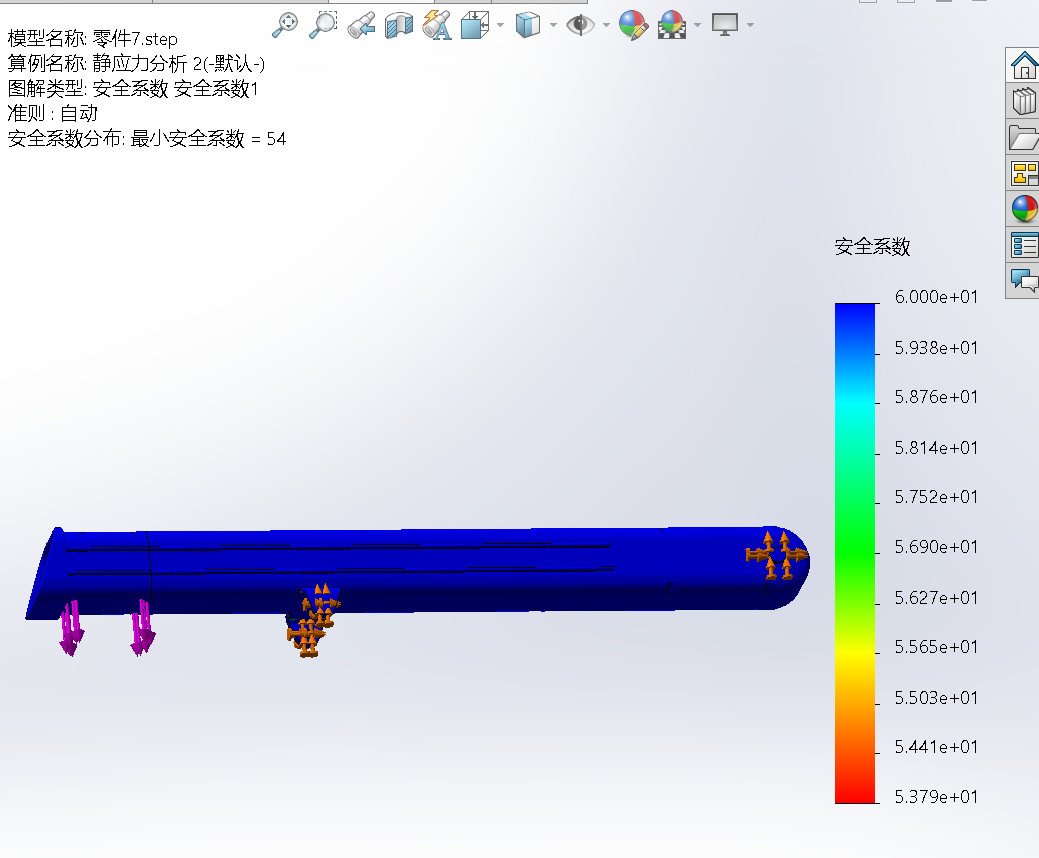 模型名称: 零件7.step
算例名称: 静应力分析 2(-默认-)
图解类型: 安全系数 安全系数1
准则 : 自动
安全系数分布: 最小安全系数 = 54
安全系数
6.000e+01
5.938e+01
5.876e+01
5.814e+01
5.752e+01
5.690e+01
5.627e+01
5.565e+01
5.503e+01
5.441e+01
5.379e+01